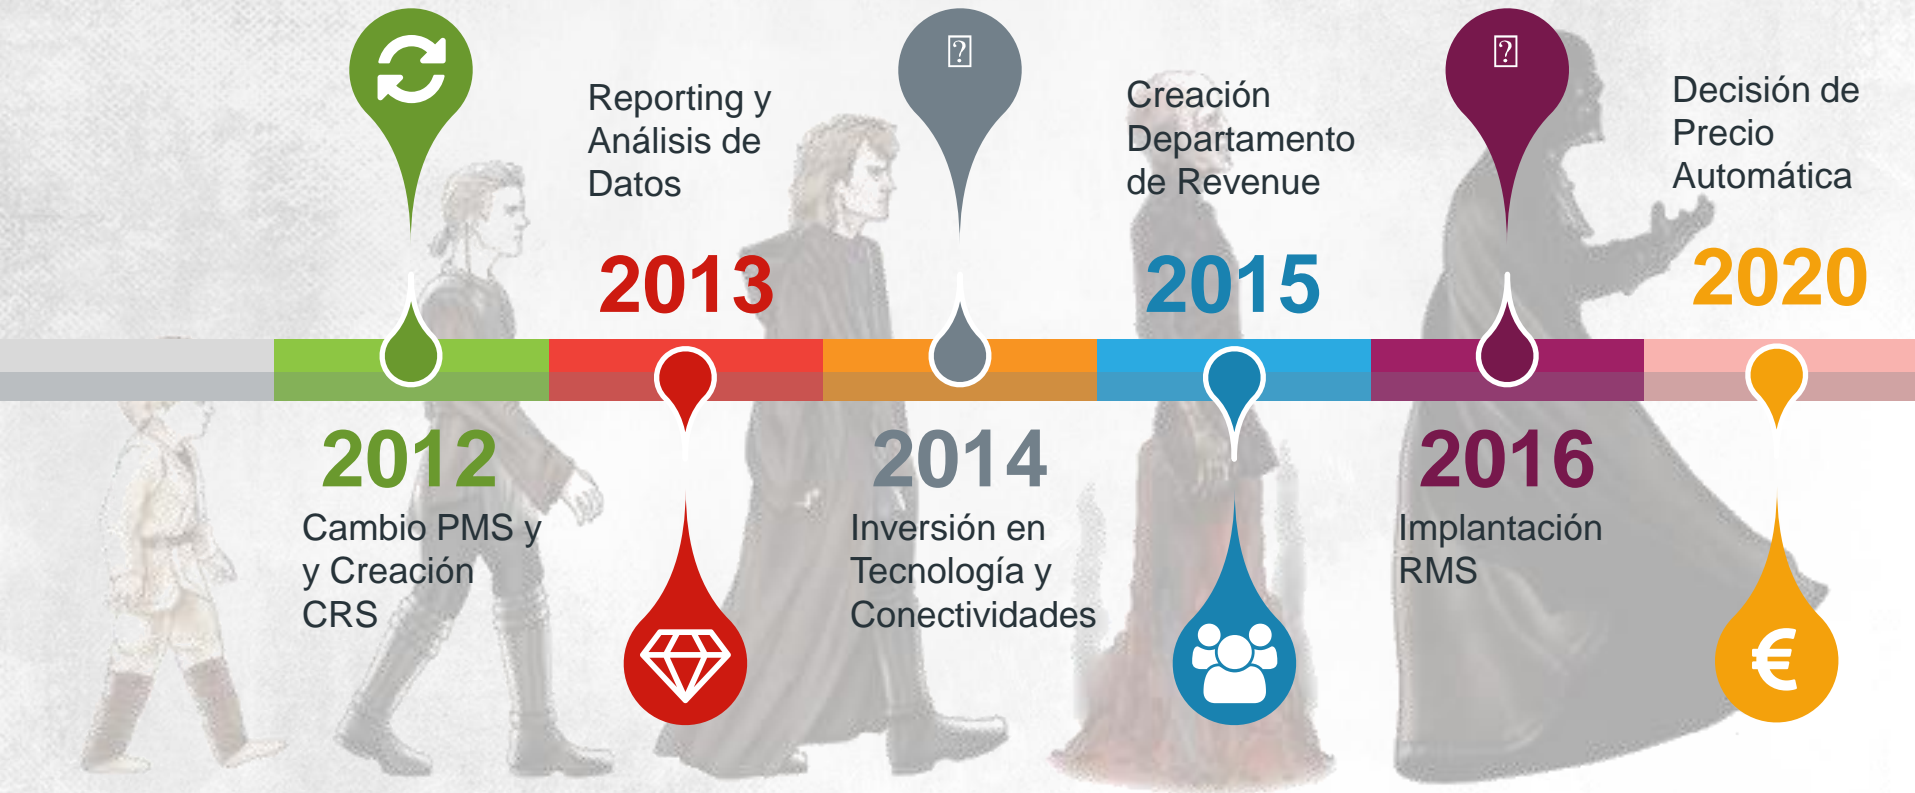 2012
Cambio PMS y
y Creación
CRS
Reporting y
Análisis de
Datos
2013
2014
Inversión en
Tecnología y
Conectividades
Creación
Departamento
de Revenue
2015
2016
Implantación
RMS
Decisión de
Precio
Automática
2020
€